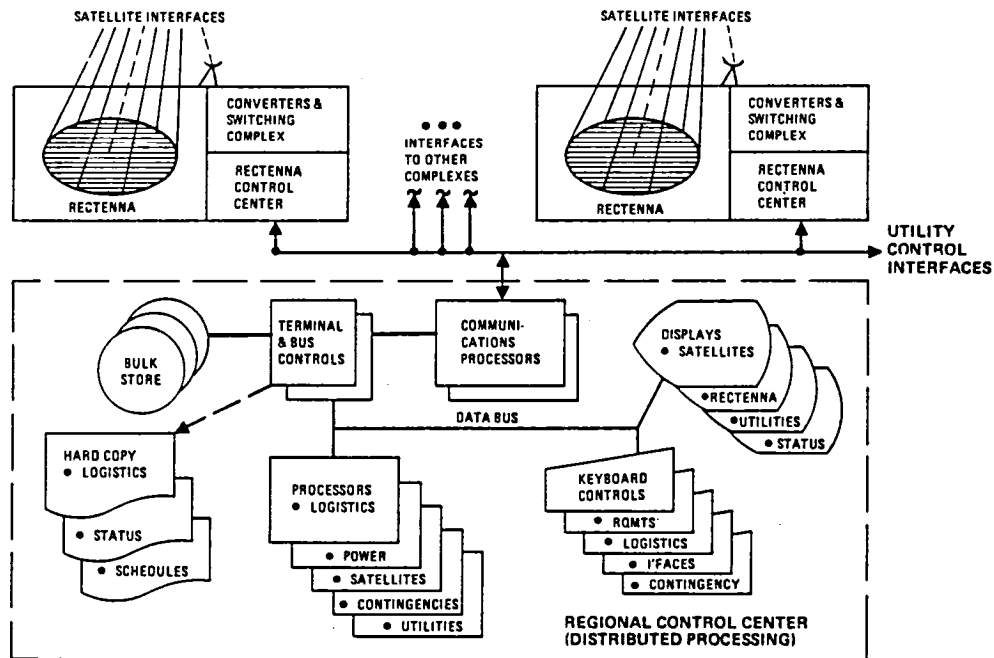 SATELLITE INTERFACES
CONVERTERS &
SWITCHING
COMPLEX
RECTENNA
CONTROL
CENTER
RECTENNA
● ● ●
INTERFACES
TO OTHER
COMPLEXES
SATELLITE INTERFACES
CONVERTERS &
SWITCHING
COMPLEX
RECTENNA
CONTROL
CENTER
RECTENNA
UTILITY
CONTROL
INTERFACES
BULK
STORE
TERMINAL
& BUS
CONTROLS
COMMUNI-
CATIONS
PROCESSORS
DISPLAYS
● SATELLITES
● RECTENNA
● UTILITIES
● STATUS
DATA BUS
HARD COPY
● LOGISTICS
● STATUS
● SCHEDULES
PROCESSORS
● LOGISTICS
● POWER
● SATELLITES
● CONTINGENCIES
● UTILITIES
KEYBOARD
CONTROLS
● RQMTS
● LOGISTICS
● I'FACES
● CONTINGENCY
REGIONAL CONTROL CENTER
(DISTRIBUTED PROCESSING)